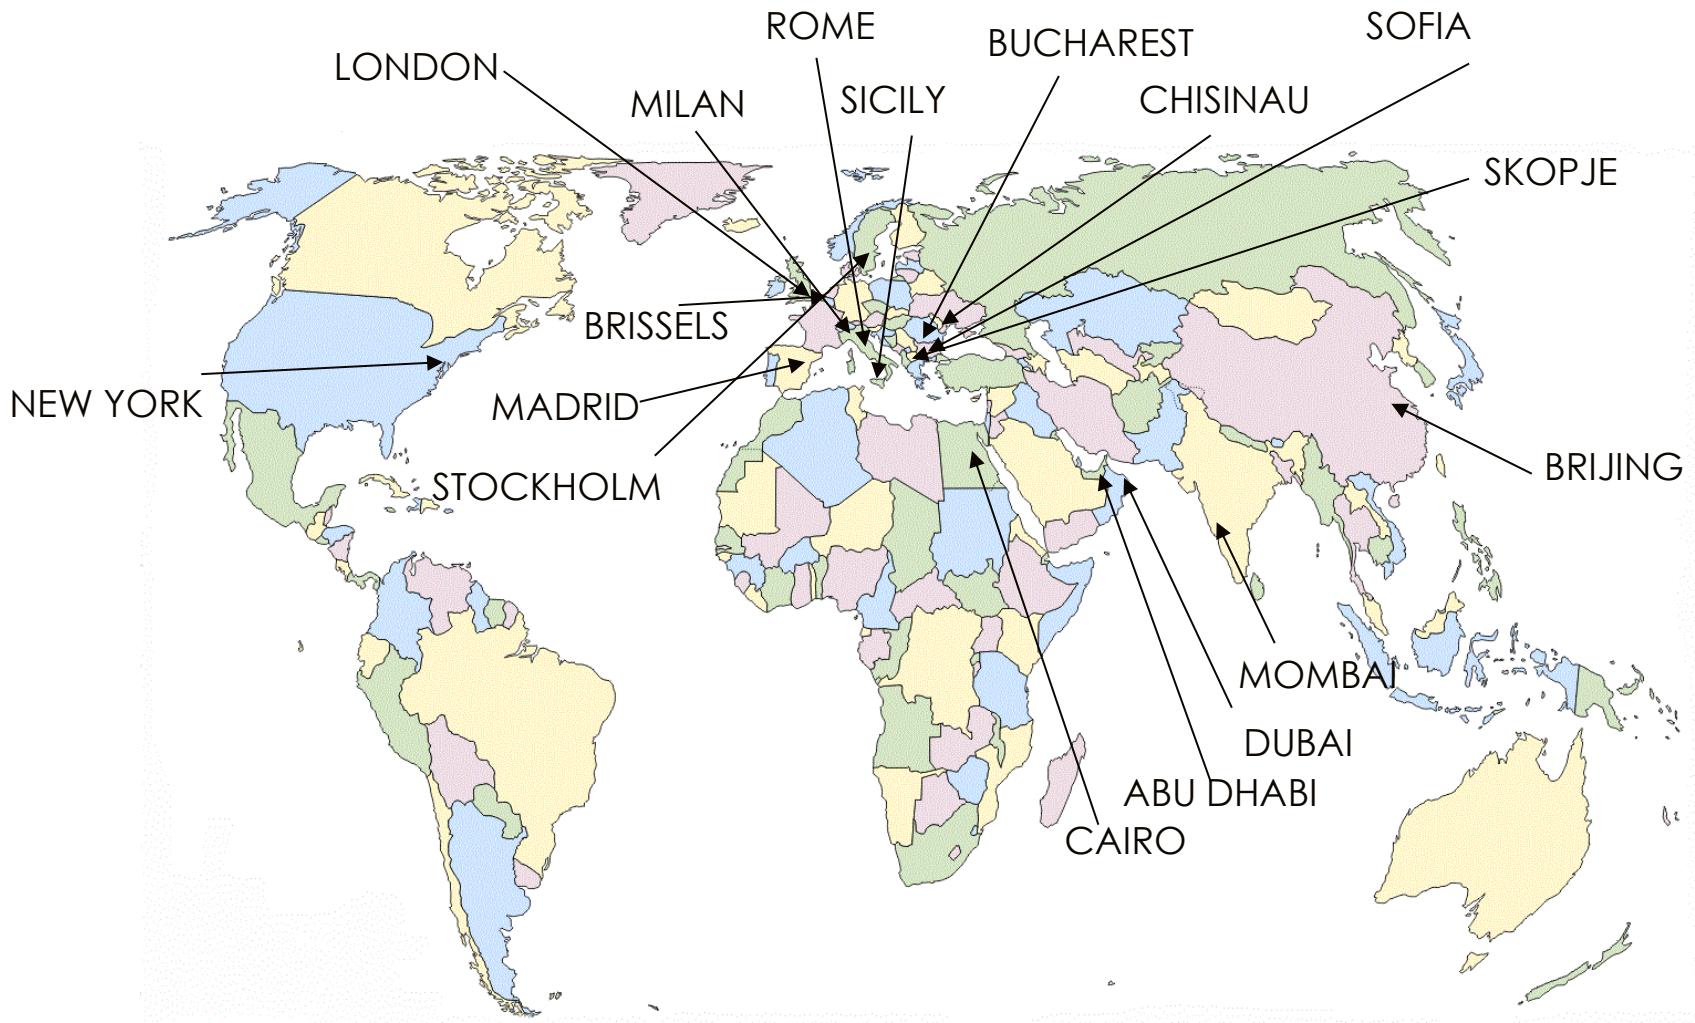 ROME
SOFIA
BUCHAREST
LONDON
MILAN
SICILY
CHISINAU
SKOPJE
BRISSELS
NEW YORK
MADRID
STOCKHOLM
BRIJING
MOMBAI
DUBAI
ABU DHABI
CAIRO